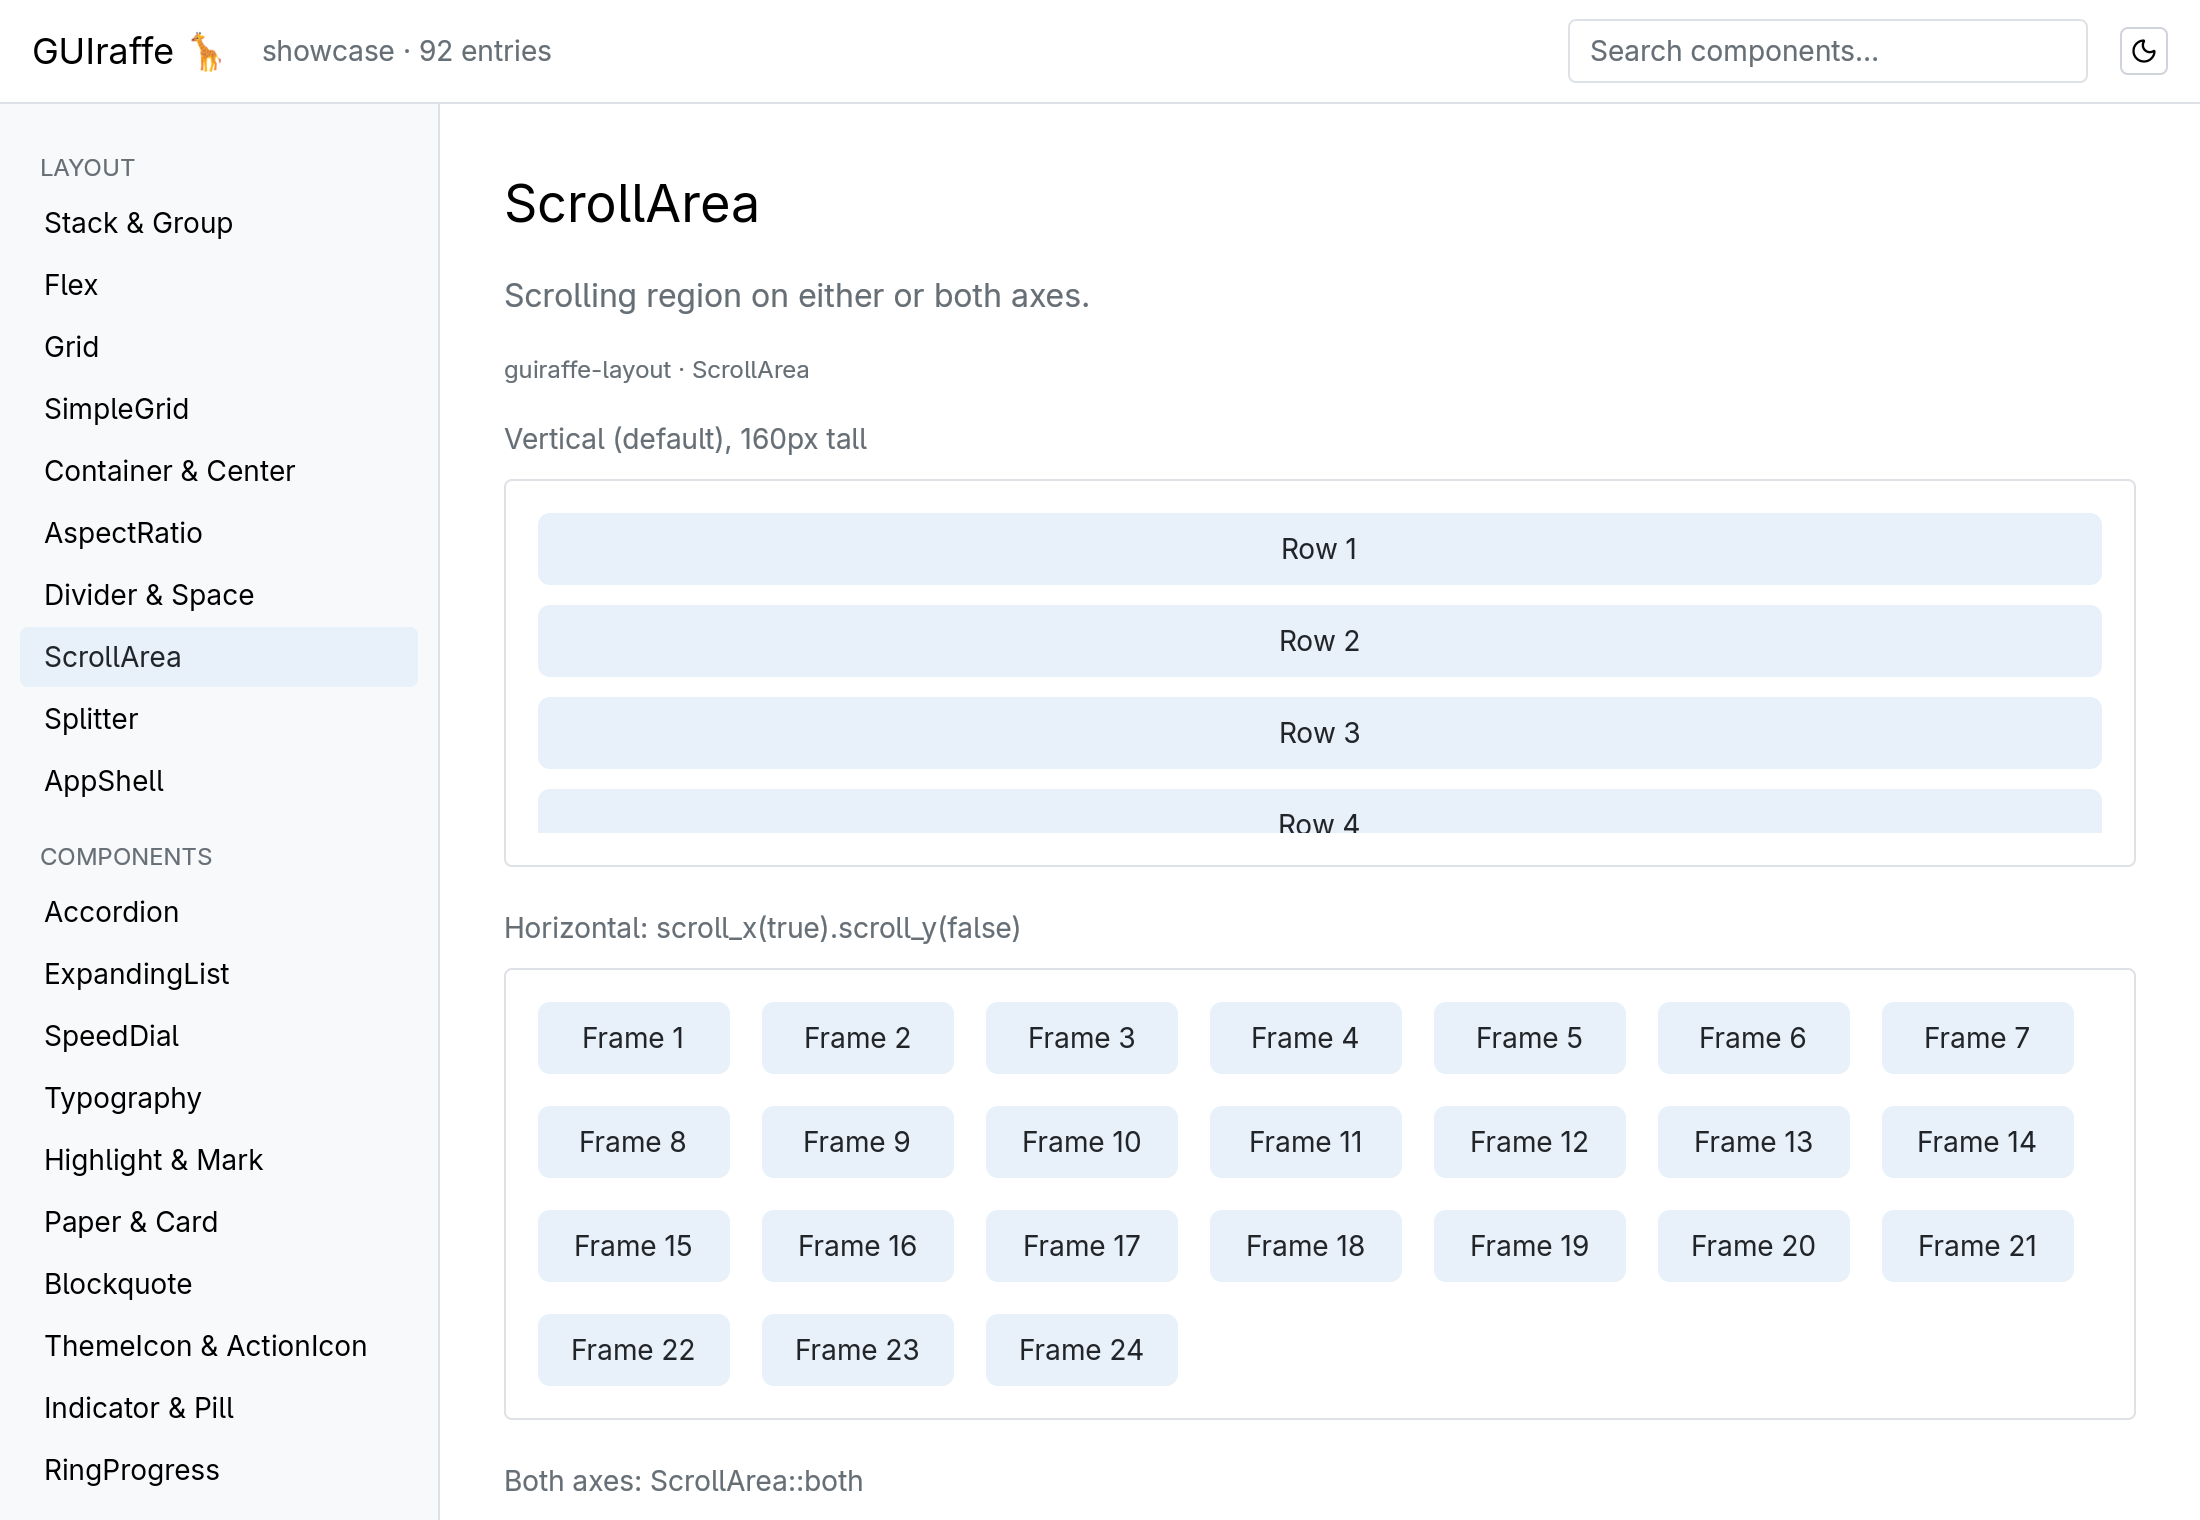 GUIraffe 🦒 showcase · 92 entries
Search components...
LAYOUT
Stack & Group
Flex
Grid
SimpleGrid
Container & Center
AspectRatio
Divider & Space
ScrollArea
Splitter
AppShell
COMPONENTS
Accordion
ExpandingList
SpeedDial
Typography
Highlight & Mark
Paper & Card
Blockquote
ThemeIcon & ActionIcon
Indicator & Pill
RingProgress
ScrollArea
Scrolling region on either or both axes.
guiraffe-layout · ScrollArea
Vertical (default), 160px tall
Row 1
Row 2
Row 3
Row 4
Horizontal: scroll_x(true).scroll_y(false)
Frame 1 Frame 2 Frame 3 Frame 4 Frame 5 Frame 6 Frame 7
Frame 8 Frame 9 Frame 10 Frame 11 Frame 12 Frame 13 Frame 14
Frame 15 Frame 16 Frame 17 Frame 18 Frame 19 Frame 20 Frame 21
Frame 22 Frame 23 Frame 24
Both axes: ScrollArea::both